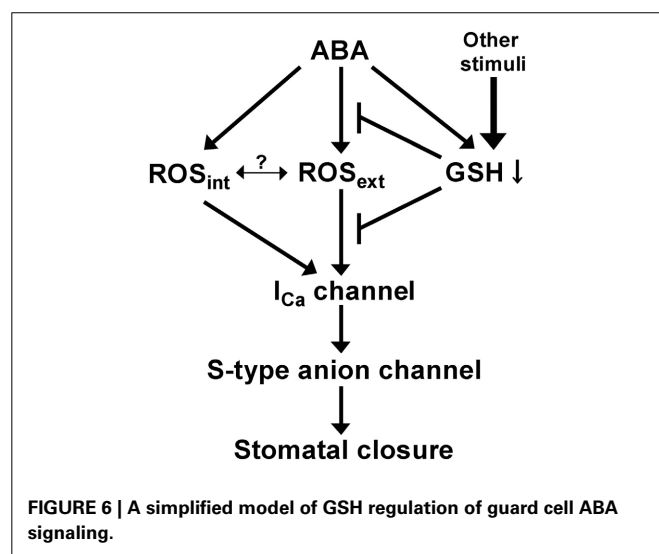 ABA
Other
stimuli
ROSint
?
ROSext
GSH ↓
ICa channel
S-type anion channel
Stomatal closure
FIGURE 6 | A simplified model of GSH regulation of guard cell ABA
signaling.